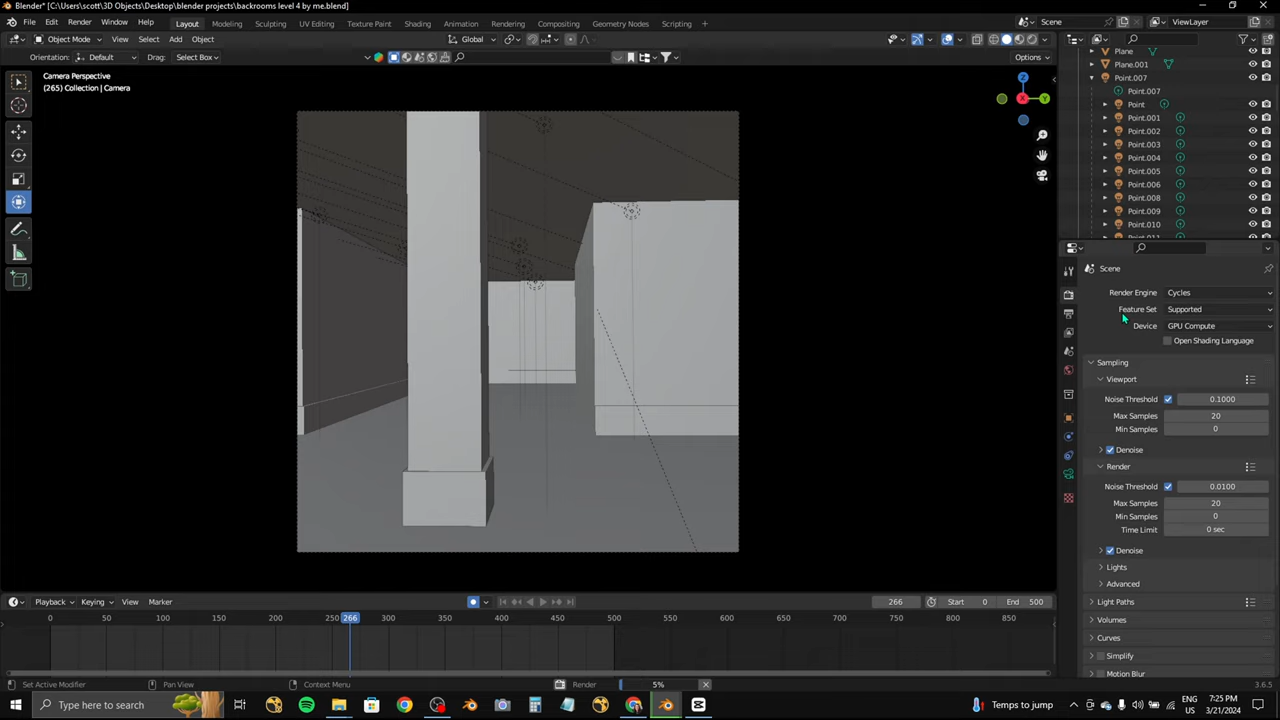 Blender* [C:\Users\scott\3D Objects\Desktop\blender projects\backrooms level 4 by me.blend]
File Edit Render Window Help Layout Modeling Sculpting UV Editing Texture Paint Shading Animation Rendering Compositing Geometry Nodes Scripting + Scene ViewLayer
Object Mode View Select Add Object Global Options
Orientation: Default Drag: Select Box
Camera Perspective
(265) Collection | Camera
Z
X
Y
Plane
Plane.001
Point.007
Point.007
Point
Point.001
Point.002
Point.003
Point.004
Point.005
Point.006
Point.008
Point.009
Point.010
Point.011
Scene
Render Engine Cycles
Feature Set Supported
Device GPU Compute
Open Shading Language
Sampling
Viewport
Noise Threshold 0.1000
Max Samples 20
Min Samples 0
Denoise
Render
Noise Threshold 0.0100
Max Samples 20
Min Samples 0
Time Limit 0 sec
Denoise
Lights
Advanced
Light Paths
Volumes
Curves
Simplify
Motion Blur
Playback Keying View Marker 266 Start 0 End 500
0 50 100 150 200 250 266 300 350 400 450 500 550 600 650 700 750 800 850
Set Active Modifier Pan View Context Menu Render 5% 3.6.5
Type here to search Temps to jump ENG US 7:25 PM 3/21/2024